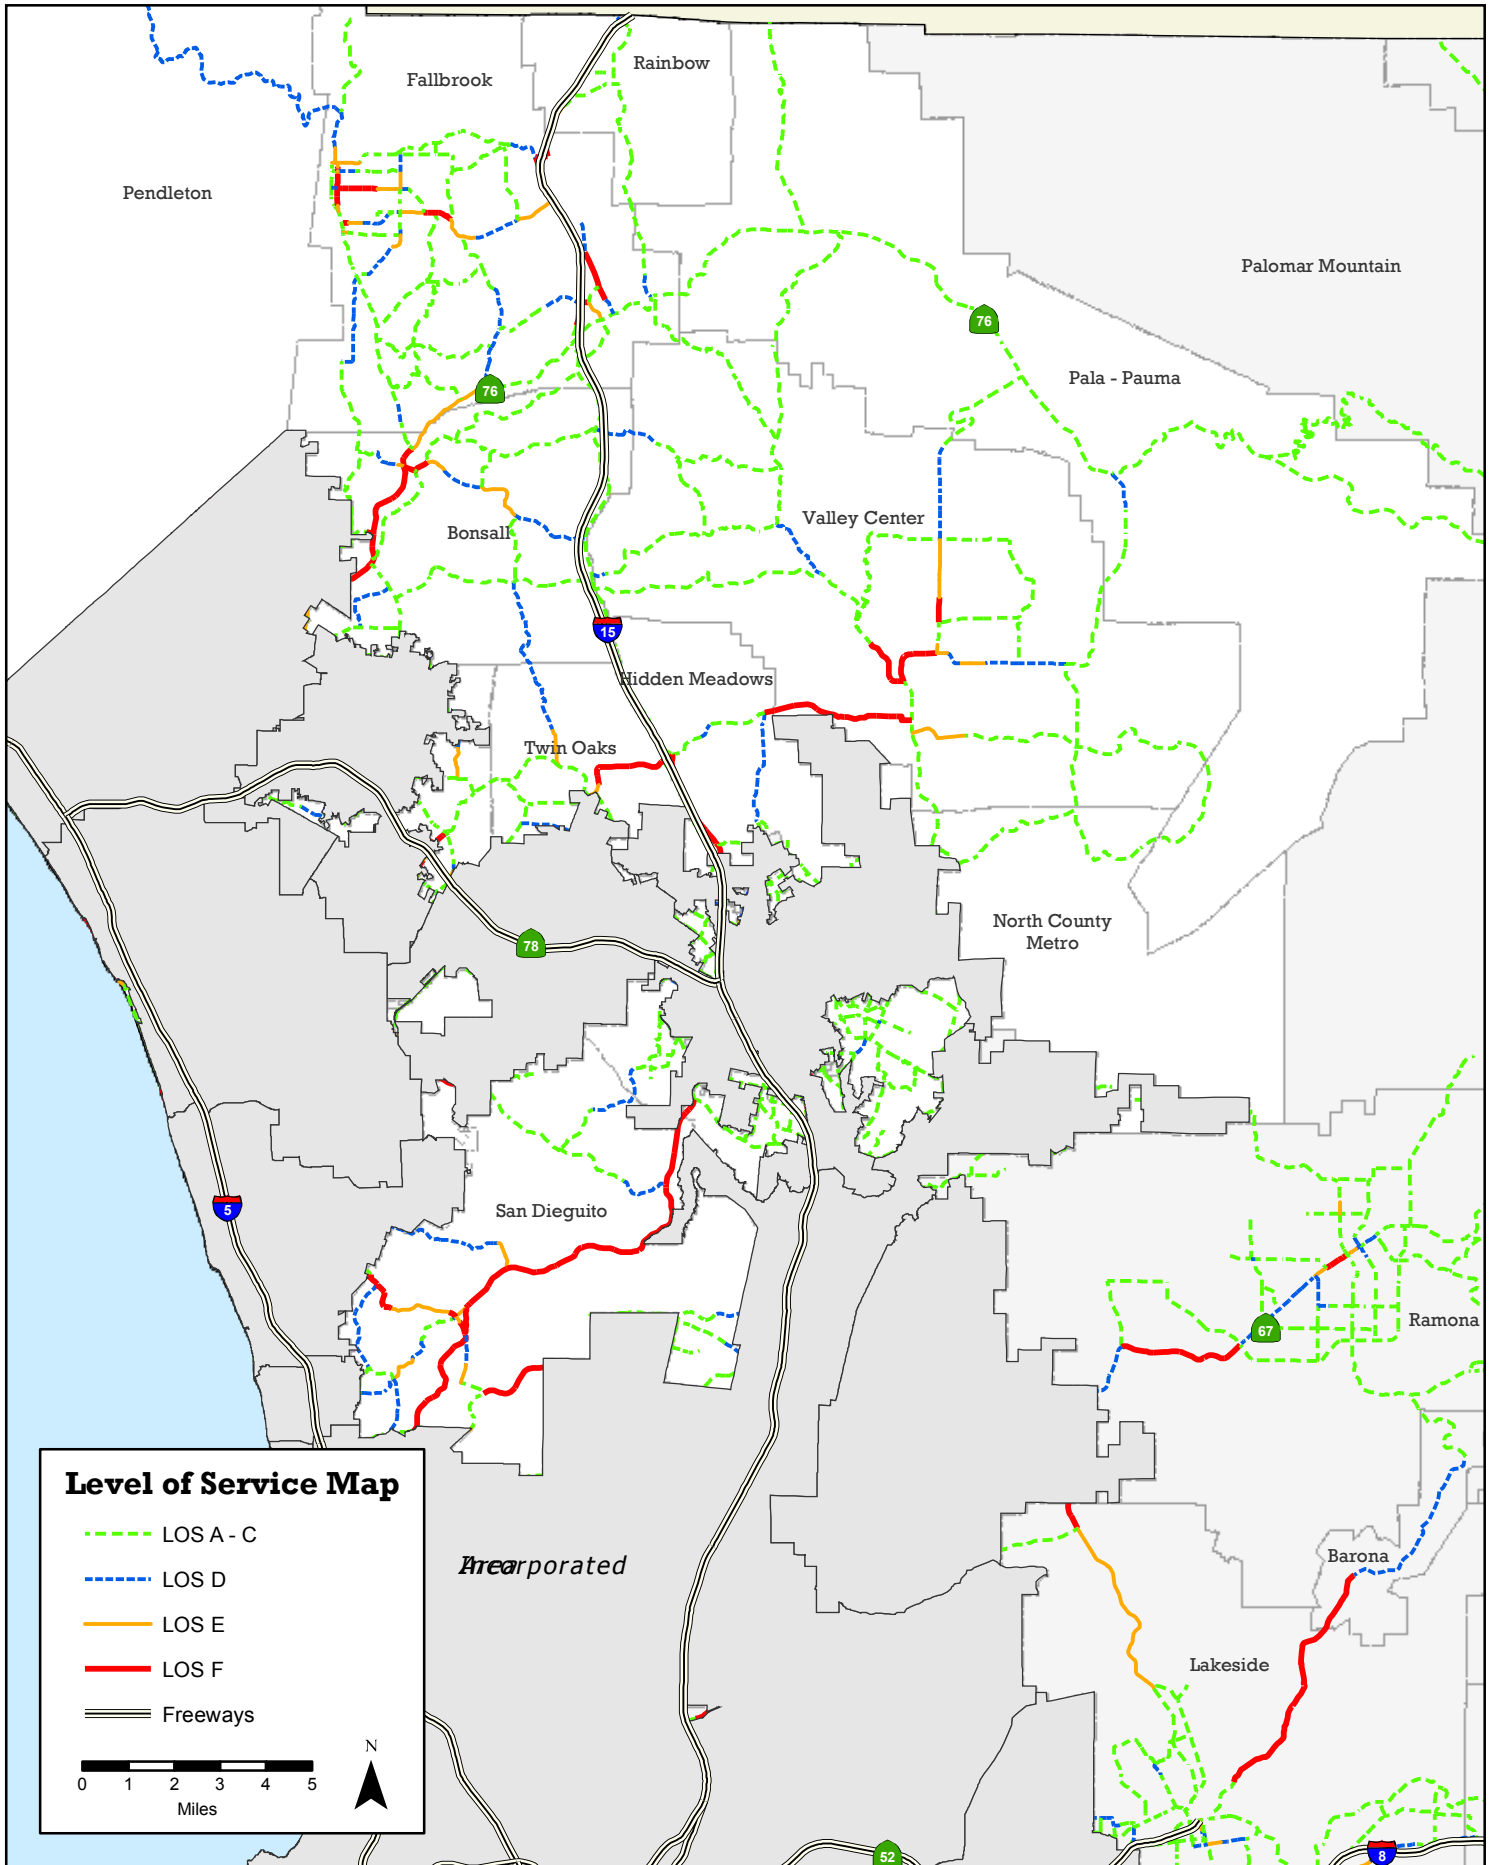 Fallbrook
Rainbow
Pendleton
Palomar Mountain
76
Pala - Pauma
76
Valley Center
Bonsall
15
Hidden Meadows
Twin Oaks
North County
Metro
78
San Dieguito
5
Ramona
67
Level of Service Map
LOS A - C
LOS D
LOS E
LOS F
Freeways
N
0 1 2 3 4 5
Miles
Barona
Lakeside
52
8